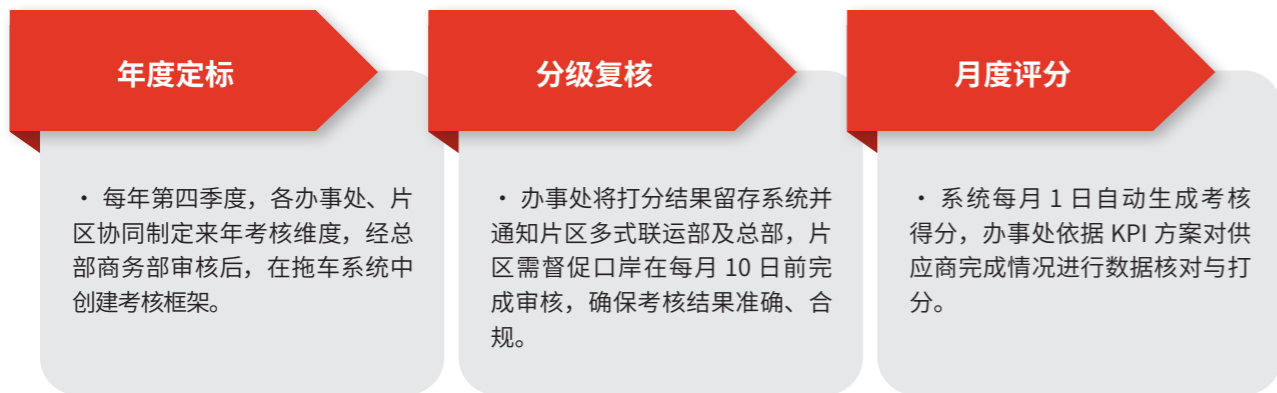 年度定标
· 每年第四季度，各办事处、片
区协同制定来年考核维度，经总
部商务部审核后，在拖车系统中
创建考核框架。
分级复核
· 办事处将打分结果留存系统并
通知片区多式联运部及总部，片
区需督促口岸在每月 10 日前完
成审核，确保考核结果准确、合
规。
月度评分
· 系统每月 1 日自动生成考核
得分，办事处依据 KPI 方案对供
应商完成情况进行数据核对与打
分。